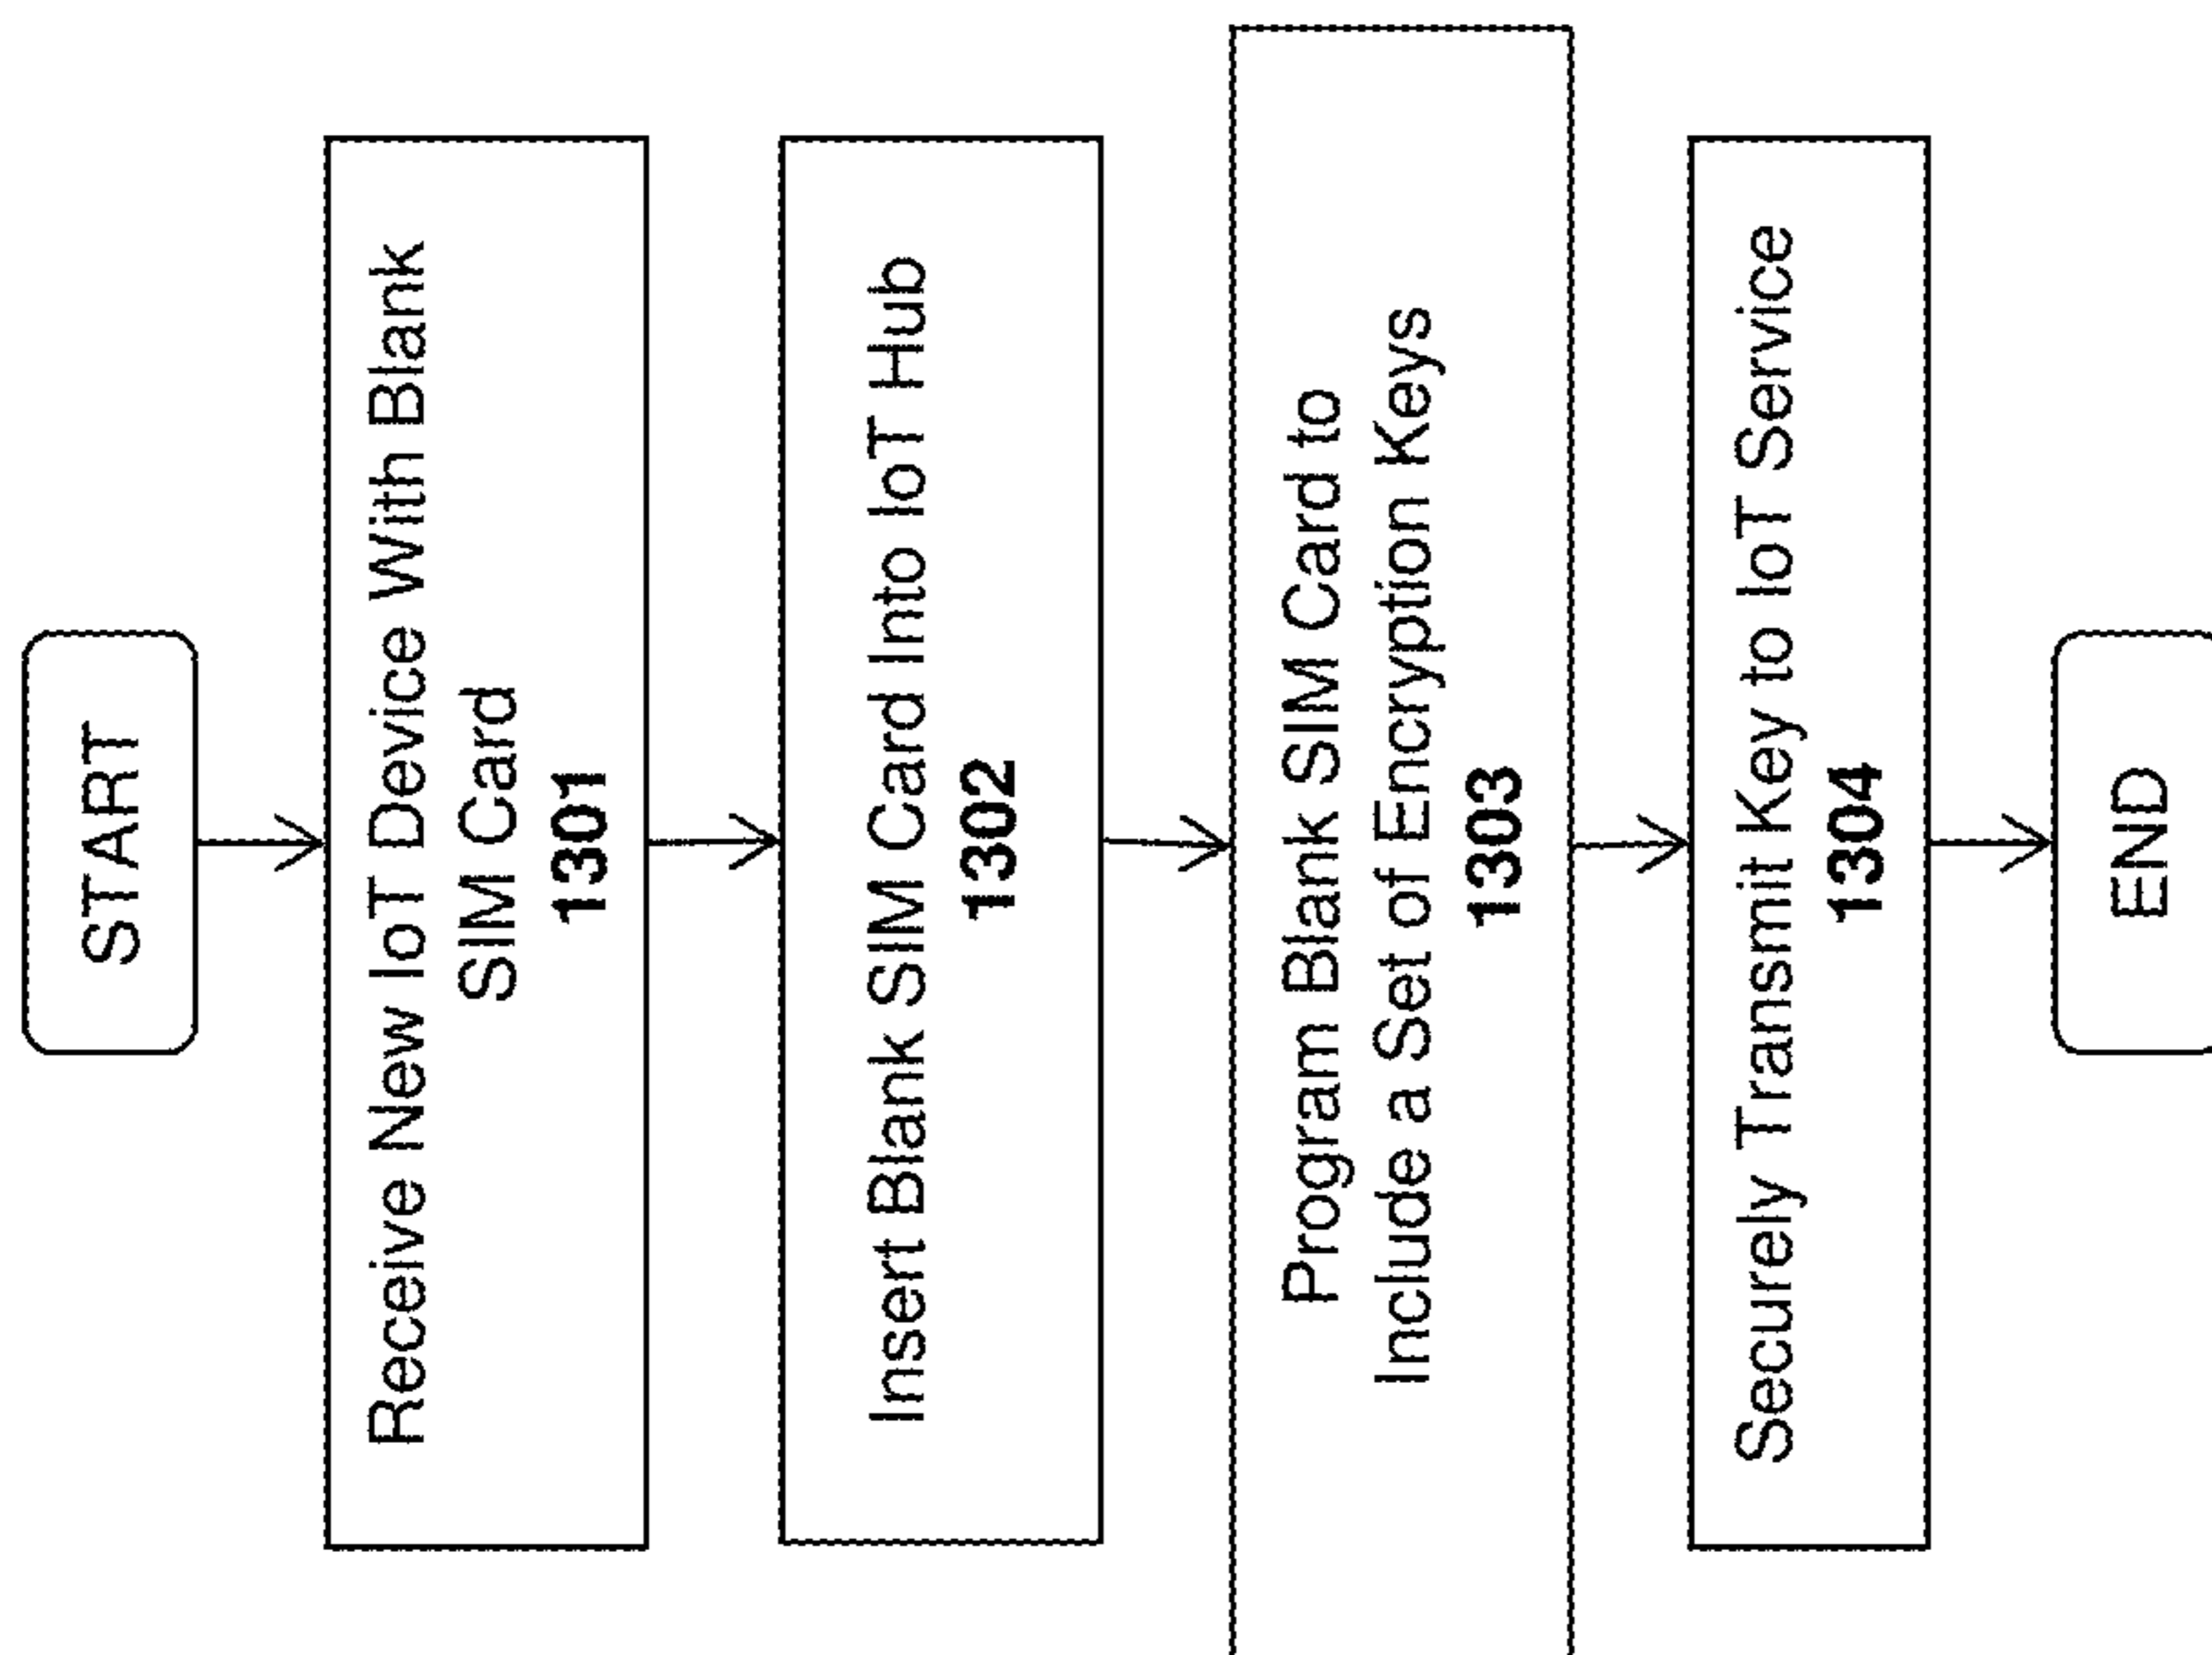 START
Receive New IoT Device With Blank
SIM Card
1301
Insert Blank SIM Card Into IoT Hub
1302
Program Blank SIM Card to
Include a Set of Encryption Keys
1303
Securely Transmit Key to IoT Service
1304
END